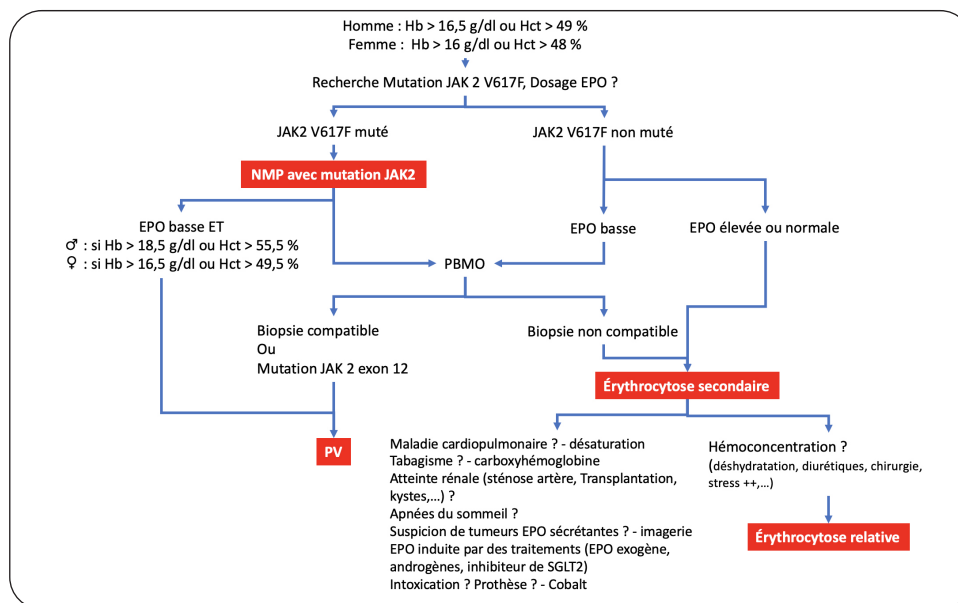 Homme : Hb > 16,5 g/dl ou Hct > 49 %
Femme : Hb > 16 g/dl ou Hct > 48 %
Recherche Mutation JAK 2 V617F, Dosage EPO ?
JAK2 V617F muté
JAK2 V617F non muté
NMP avec mutation JAK2
EPO basse ET
♂ : si Hb > 18,5 g/dl ou Hct > 55,5 %
♀ : si Hb > 16,5 g/dl ou Hct > 49,5 %
EPO basse
EPO élevée ou normale
PBMO
Biopsie compatible
Ou
Mutation JAK 2 exon 12
Biopsie non compatible
Érythrocytose secondaire
PV
Maladie cardiopulmonaire ? - désaturation
Tabagisme ? - carboxyhémoglobine
Atteinte rénale (sténose artère, Transplantation,
kystes,...) ?
Apnées du sommeil ?
Suspicion de tumeurs EPO sécrétantes ? - imagerie
EPO induite par des traitements (EPO exogène,
androgènes, inhibiteur de SGLT2)
Intoxication ? Prothèse ? - Cobalt
Hémoconcentration ?
(déshydratation, diurétiques, chirurgie,
stress ++,...)
Érythrocytose relative